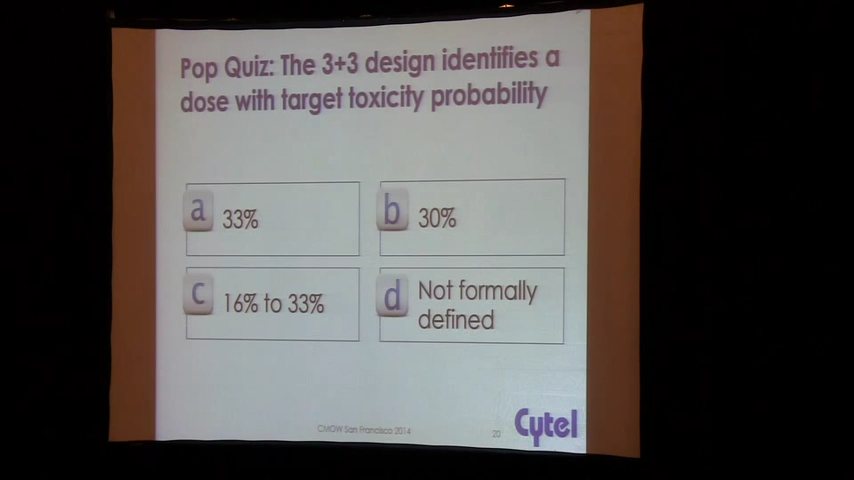 Pop Quiz: The 3+3 design identifies a
dose with target toxicity probability
a 33%
b 30%
c 16% to 33%
d Not formally
defined
San Francisco 2014
20
Cytel